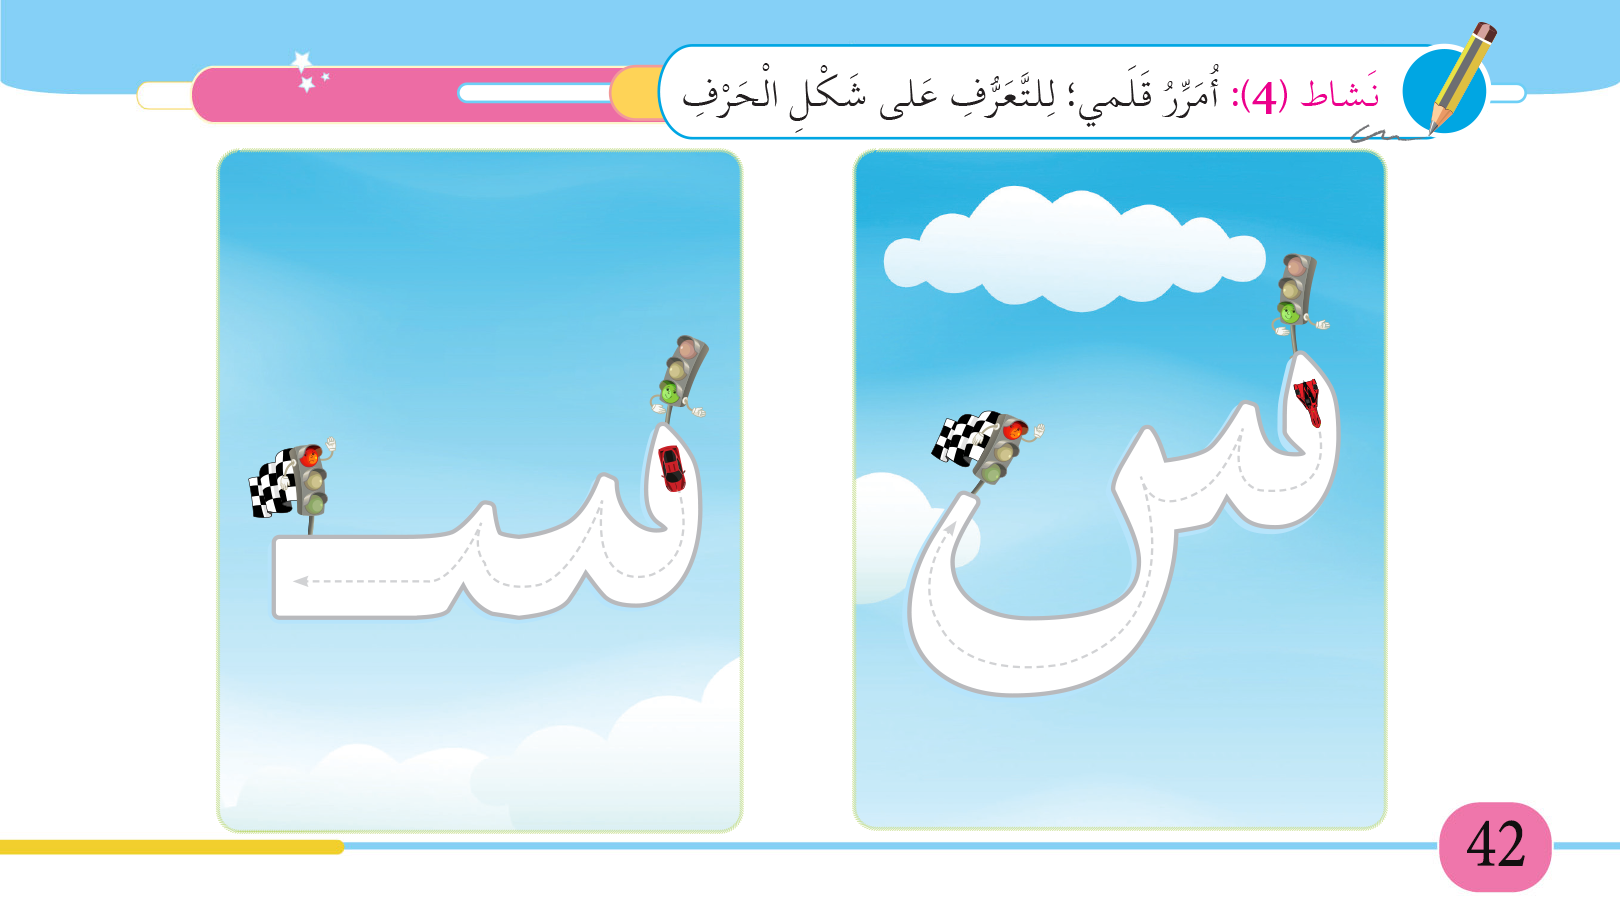 نَشاط (4): أُمَرِّرُ قَلَمي؛ لِلتَّعَرُّفِ عَلى شَكْلِ الْحَرْفِ
س
سـ
42